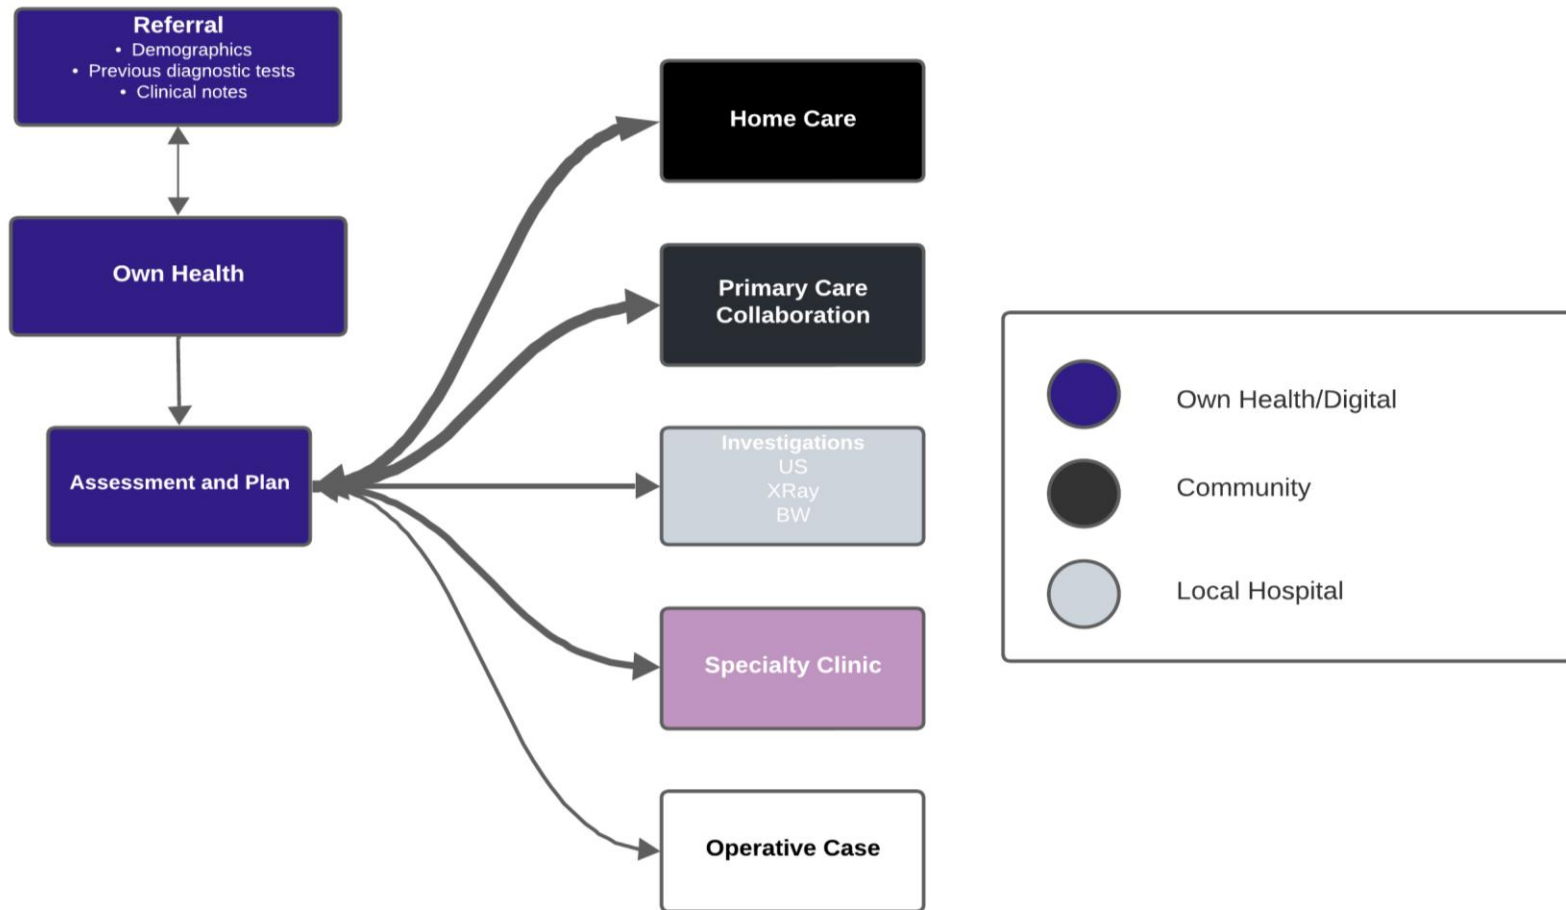 Referral
• Demographics
• Previous diagnostic tests
• Clinical notes
Own Health
Assessment and Plan
Home Care
Primary Care
Collaboration
Investigations
US
XRay
BW
Specialty Clinic
Operative Case
Own Health/Digital
Community
Local Hospital